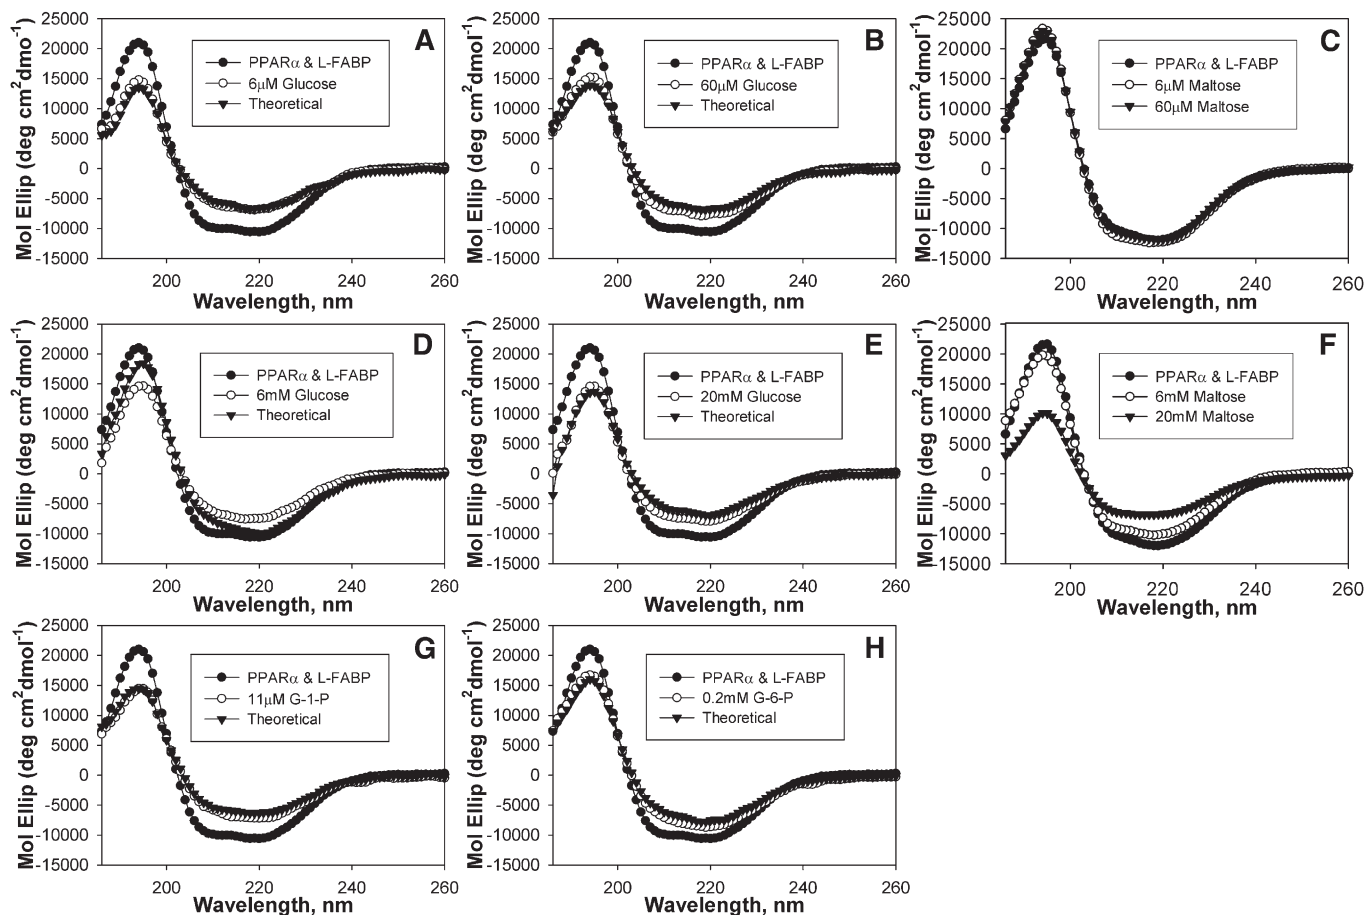 A
Mol Ellip (deg cm²dmo⁻¹)
25000
20000
15000
10000
5000
0
-5000
-10000
-15000
PPARα & L-FABP
6μM Glucose
Theoretical
200 220 240 260
Wavelength, nm
B
Mol Ellip (deg cm²dmol⁻¹)
25000
20000
15000
10000
5000
0
-5000
-10000
-15000
PPARα & L-FABP
60μM Glucose
Theoretical
200 220 240 260
Wavelength, nm
C
Mol Ellip (deg cm²dmol⁻¹)
25000
20000
15000
10000
5000
0
-5000
-10000
-15000
PPARα & L-FABP
6μM Maltose
60μM Maltose
200 220 240 260
Wavelength, nm
D
Mol Ellip (deg cm²dmol⁻¹)
25000
20000
15000
10000
5000
0
-5000
-10000
-15000
PPARα & L-FABP
6mM Glucose
Theoretical
200 220 240 260
Wavelength, nm
E
Mol Ellip (deg cm²dmol⁻¹)
25000
20000
15000
10000
5000
0
-5000
-10000
-15000
PPARα & L-FABP
20mM Glucose
Theoretical
200 220 240 260
Wavelength, nm
F
Mol Ellip (deg cm²dmol⁻¹)
25000
20000
15000
10000
5000
0
-5000
-10000
-15000
PPARα & L-FABP
6mM Maltose
20mM Maltose
200 220 240 260
Wavelength, nm
G
Mol Ellip (deg cm²dmol⁻¹)
25000
20000
15000
10000
5000
0
-5000
-10000
-15000
PPARα & L-FABP
11μM G-1-P
Theoretical
200 220 240 260
Wavelength, nm
H
Mol Ellip (deg cm²dmol⁻¹)
25000
20000
15000
10000
5000
0
-5000
-10000
-15000
PPARα & L-FABP
0.2mM G-6-P
Theoretical
200 220 240 260
Wavelength, nm